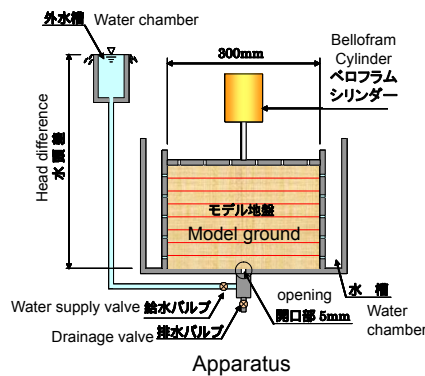 外水槽
Water chamber
300mm
Bellofram
Cylinder
ベロフラム
シリンダー
Head difference
水頭差
モデル地盤
Model ground
opening
開口部 5mm
水 槽
Water
chamber
Water supply valve 給水バルブ
Drainage valve 排水バルブ
Apparatus